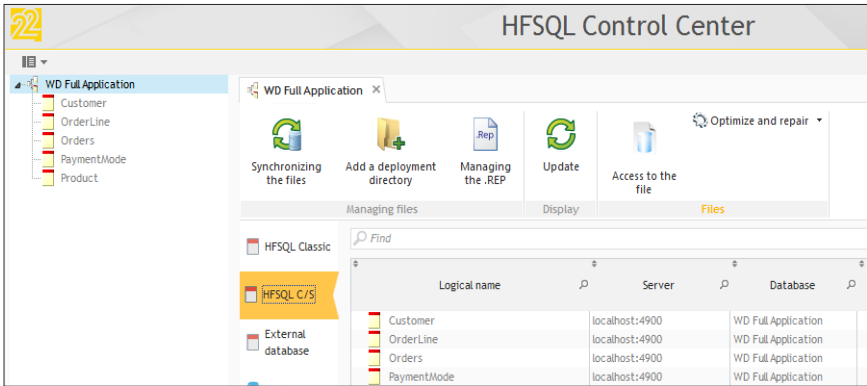 22
HFSQL Control Center
WD Full Application
Customer
OrderLine
Orders
PaymentMode
Product
WD Full Application ×
Synchronizing
the files
Add a deployment
directory
.Rep
Managing
the .REP
Update
Access to the
file
Optimize and repair
Managing files
Display
Files
HFSQL Classic
HFSQL C/S
External
database
Find
Logical name Server Database
Customer localhost:4900 WD Full Application
OrderLine localhost:4900 WD Full Application
Orders localhost:4900 WD Full Application
PaymentMode localhost:4900 WD Full Application